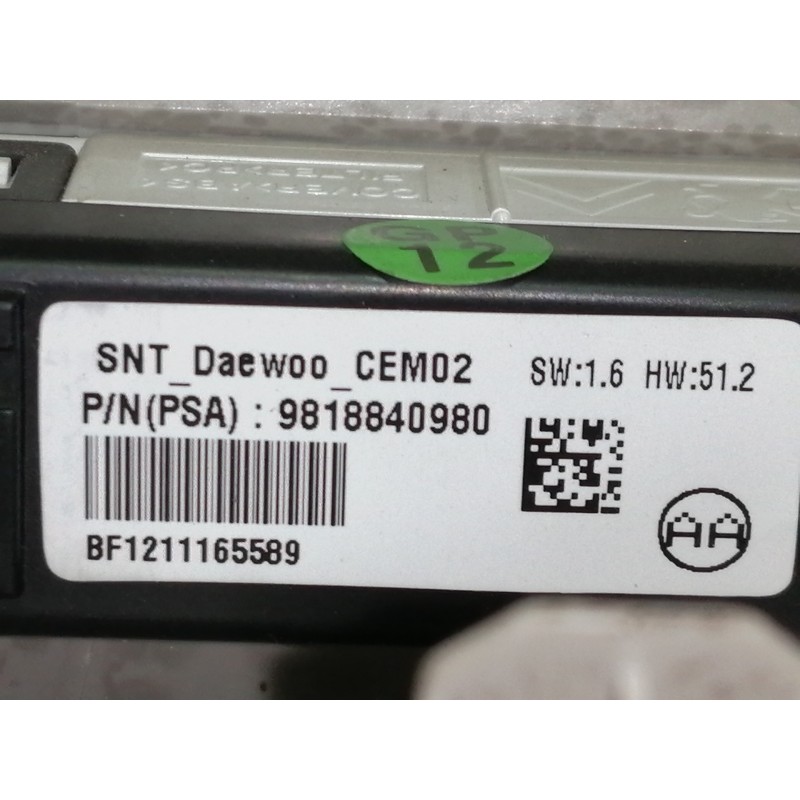 GP
12
SNT_Daewoo_CEM02 SW:1.6 HW:51.2
P/N(PSA) : 9818840980
BF1211165589
AA